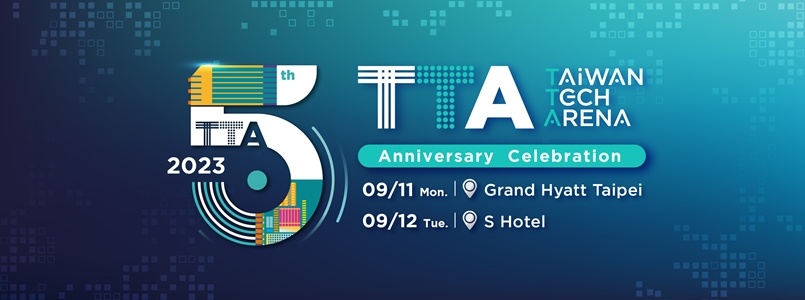 5th
TTA
2023
TTA
TAIWAN
TECH
ARENA
Anniversary Celebration
09/11 Mon. | Grand Hyatt Taipei
09/12 Tue. | S Hotel